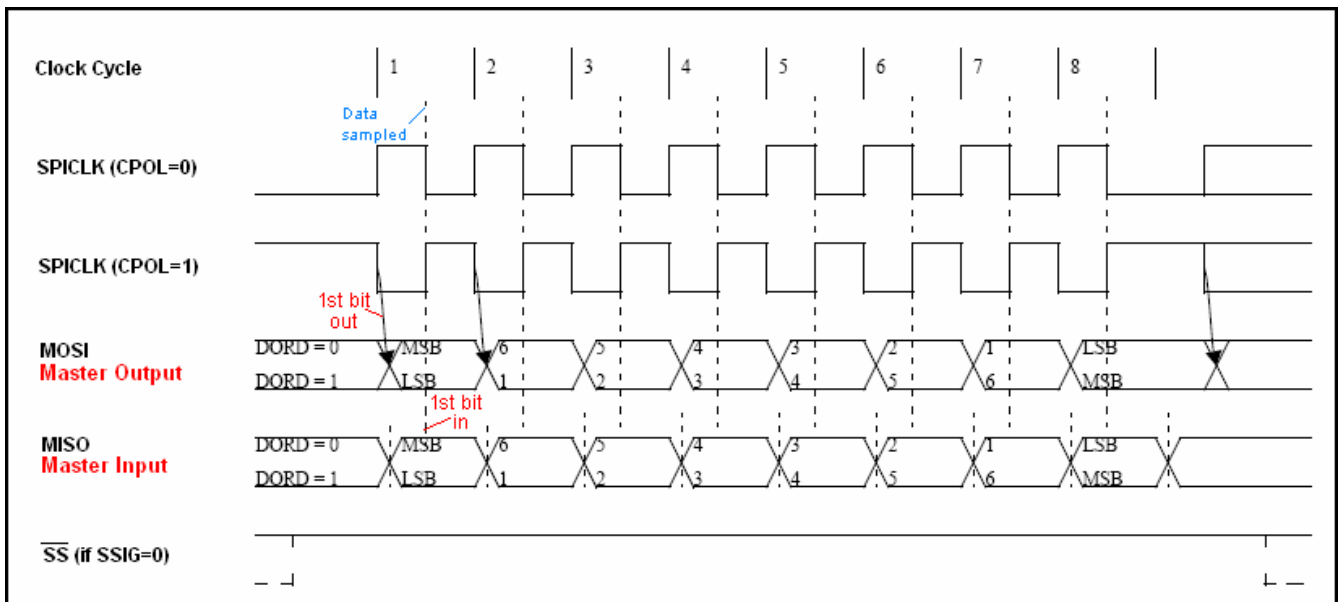 Clock Cycle 1 2 3 4 5 6 7 8
Data
sampled
SPICLK (CPOL=0)
SPICLK (CPOL=1)
1st bit
out
MOSI
Master Output
DORD = 0 MSB 6 5 4 3 2 1 LSB
DORD = 1 LSB 1 2 3 4 5 6 MSB
1st bit
in
MISO
Master Input
DORD = 0 MSB 6 5 4 3 2 1 LSB
DORD = 1 LSB 1 2 3 4 5 6 MSB
SS (if SSIG=0)